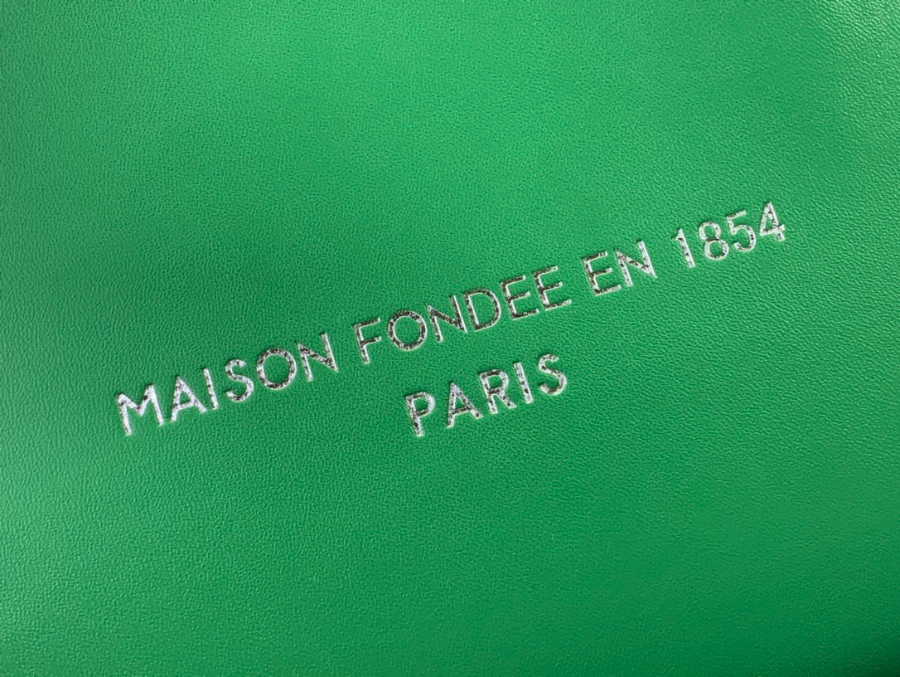 MAISON FONDEE EN 1854
PARIS